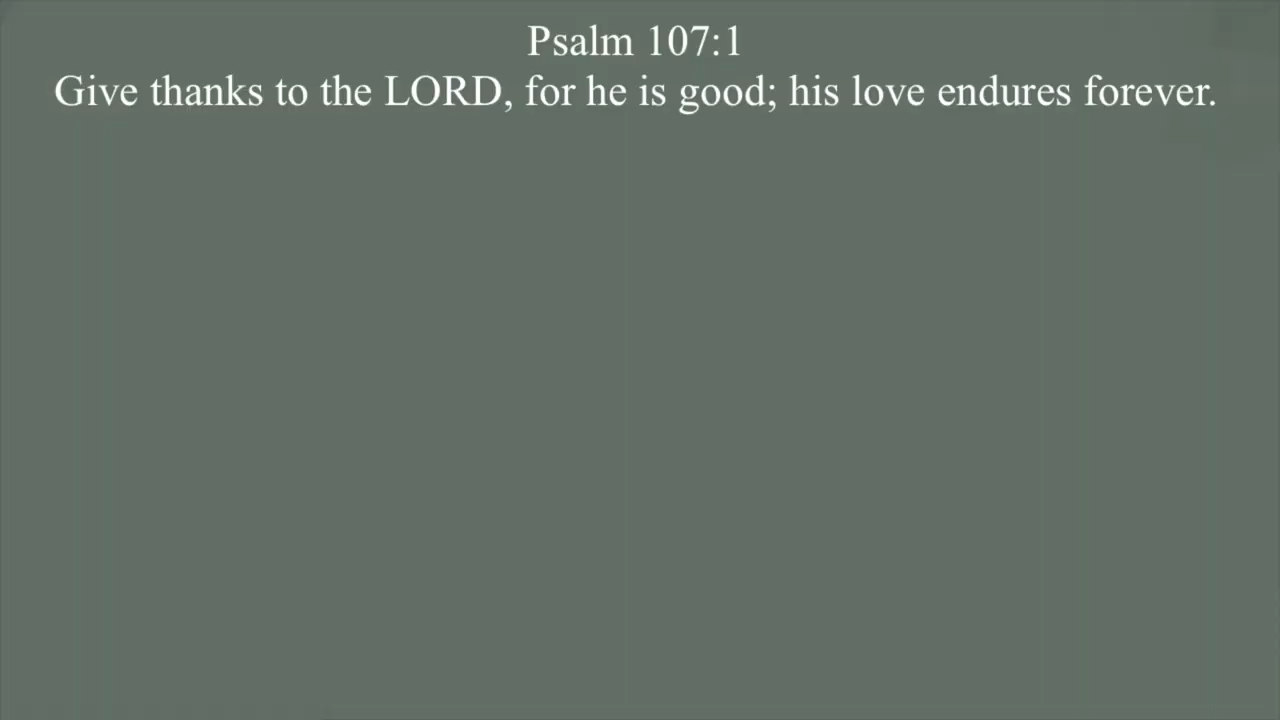 Psalm 107:1
Give thanks to the LORD, for he is good; his love endures forever.